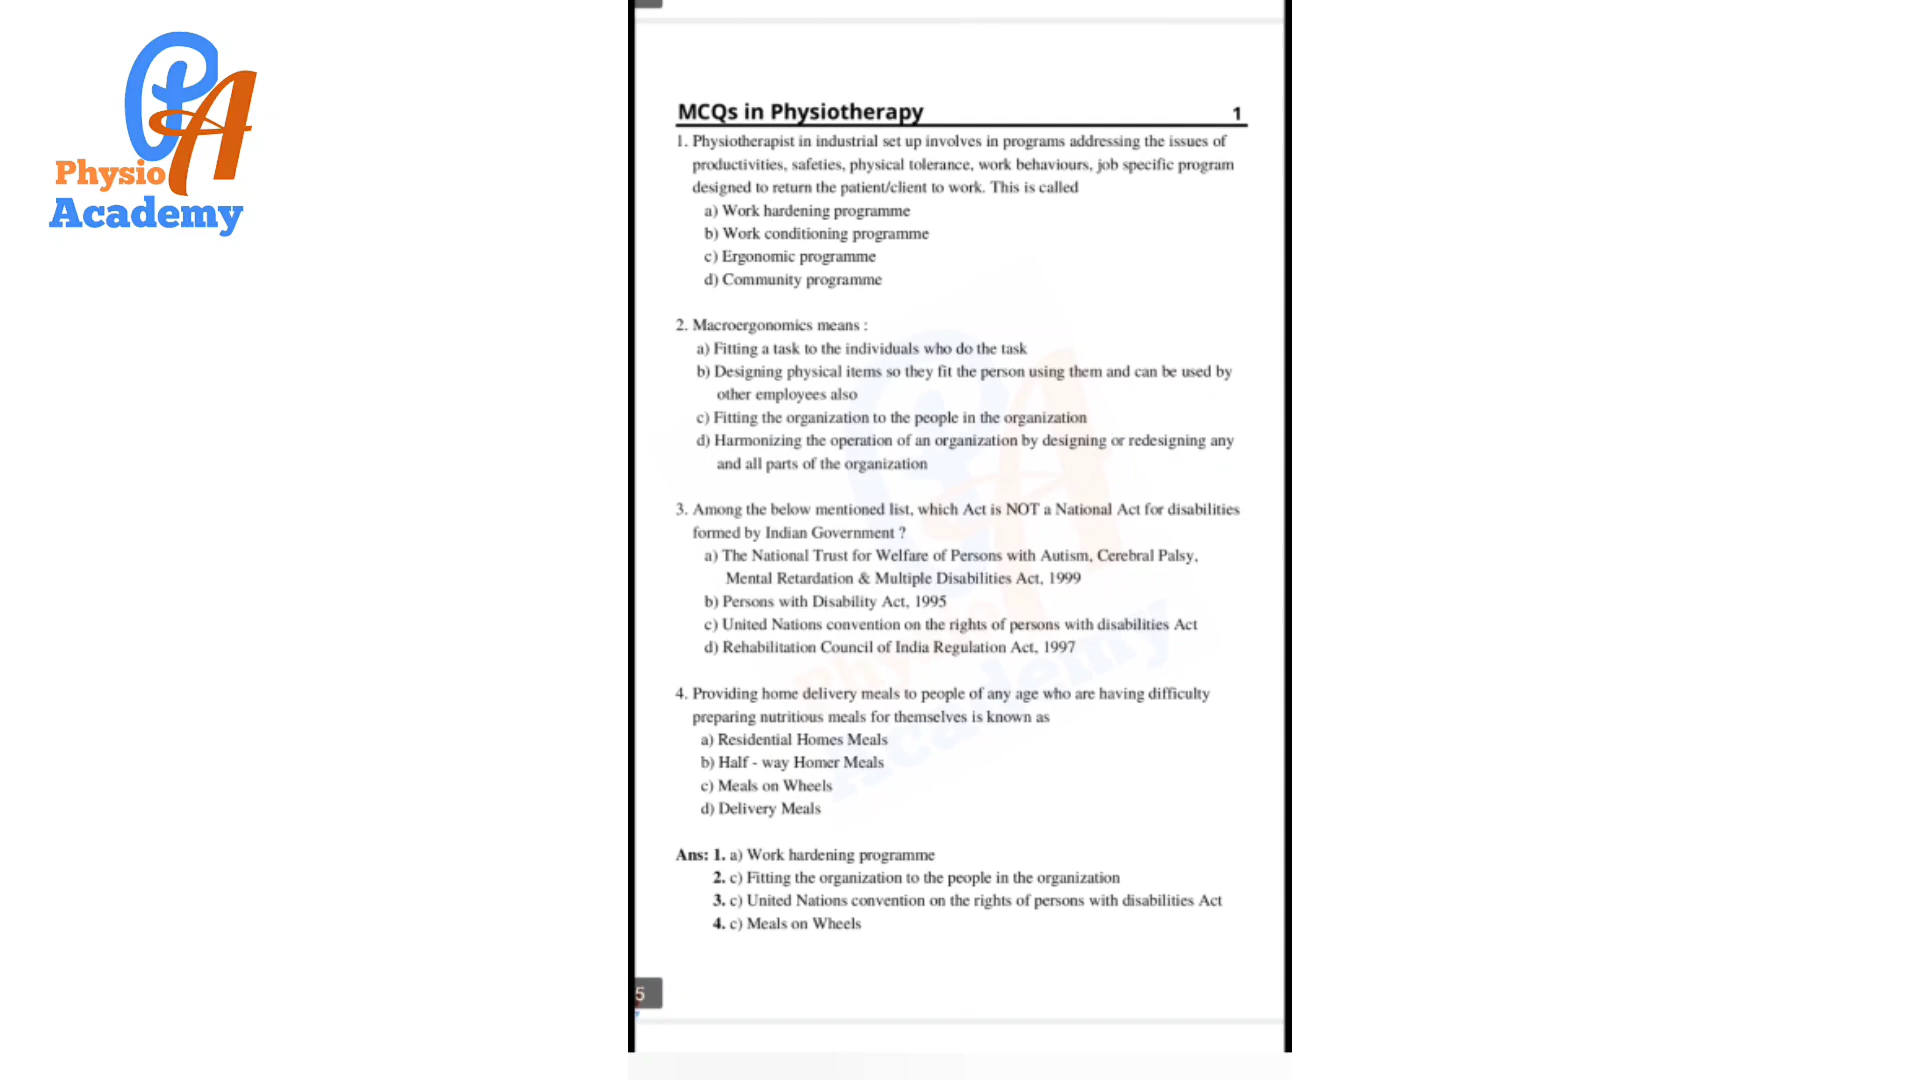 Physio
Academy
MCQs in Physiotherapy 1
1. Physiotherapist in industrial set up involves in programs addressing the issues of
productivities, safeties, physical tolerance, work behaviours, job specific program
designed to return the patient/client to work. This is called
a) Work hardening programme
b) Work conditioning programme
c) Ergonomic programme
d) Community programme
2. Macroergonomics means :
a) Fitting a task to the individuals who do the task
b) Designing physical items so they fit the person using them and can be used by
other employees also
c) Fitting the organization to the people in the organization
d) Harmonizing the operation of an organization by designing or redesigning any
and all parts of the organization
3. Among the below mentioned list, which Act is NOT a National Act for disabilities
formed by Indian Government ?
a) The National Trust for Welfare of Persons with Autism, Cerebral Palsy,
Mental Retardation & Multiple Disabilities Act, 1999
b) Persons with Disability Act, 1995
c) United Nations convention on the rights of persons with disabilities Act
d) Rehabilitation Council of India Regulation Act, 1997
4. Providing home delivery meals to people of any age who are having difficulty
preparing nutritious meals for themselves is known as
a) Residential Homes Meals
b) Half - way Homer Meals
c) Meals on Wheels
d) Delivery Meals
Ans: 1. a) Work hardening programme
2. c) Fitting the organization to the people in the organization
3. c) United Nations convention on the rights of persons with disabilities Act
4. c) Meals on Wheels
5
Physio
Academy